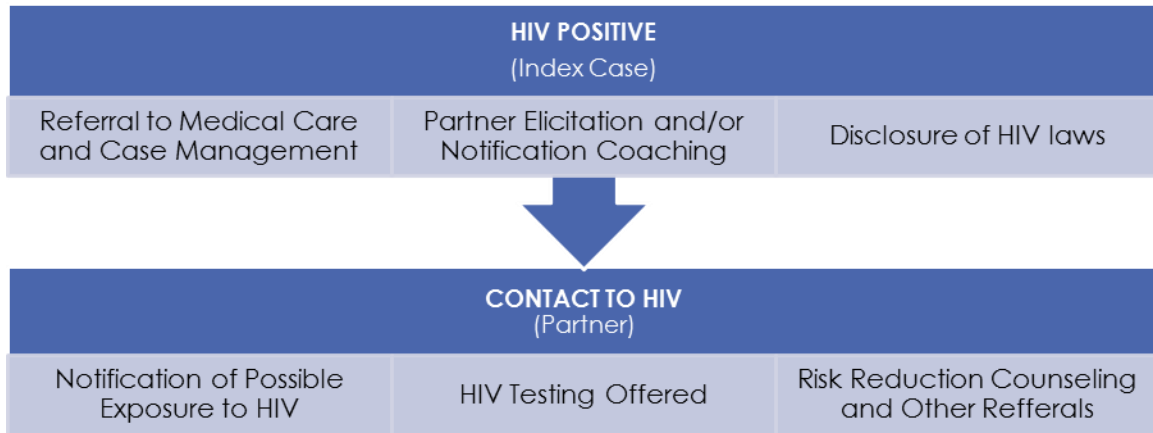 HIV POSITIVE
(Index Case)
Referral to Medical Care
and Case Management
Partner Elicitation and/or
Notification Coaching
Disclosure of HIV laws
CONTACT TO HIV
(Partner)
Notification of Possible
Exposure to HIV
HIV Testing Offered
Risk Reduction Counseling
and Other Refferals